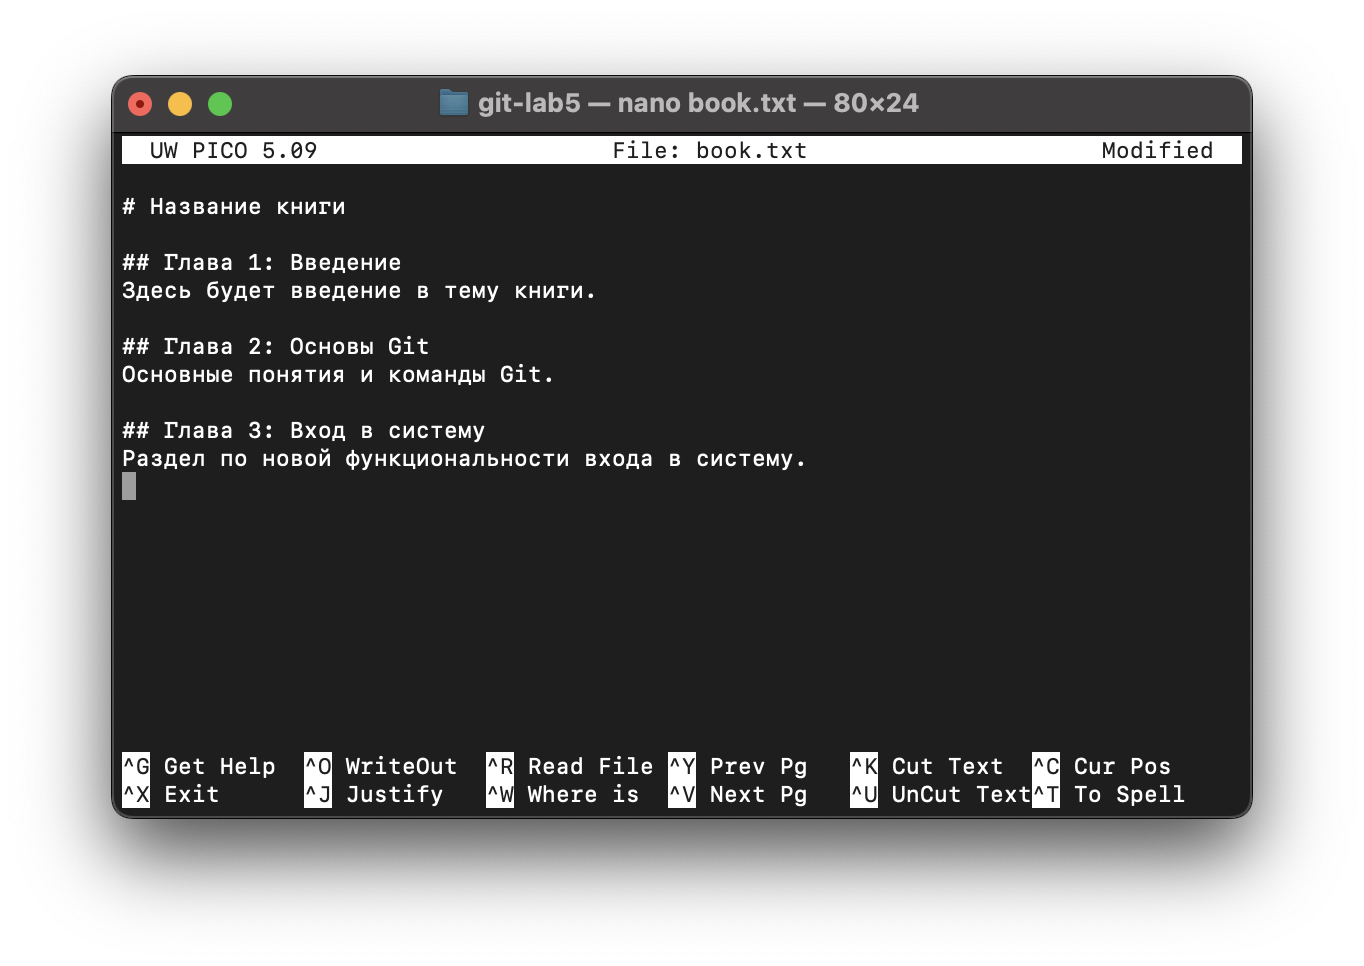 git-lab5 — nano book.txt — 80×24
UW PICO 5.09 File: book.txt Modified
# Название книги
## Глава 1: Введение
Здесь будет введение в тему книги.
## Глава 2: Основы Git
Основные понятия и команды Git.
## Глава 3: Вход в систему
Раздел по новой функциональности входа в систему.
^G Get Help ^O WriteOut ^R Read File ^Y Prev Pg ^K Cut Text ^C Cur Pos
^X Exit ^J Justify ^W Where is ^V Next Pg ^U UnCut Text ^T To Spell